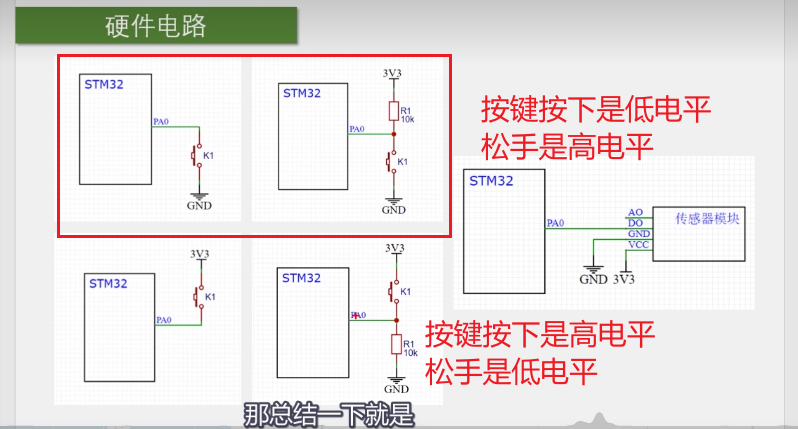 硬件电路
STM32
PA0
K1
GND
STM32
3V3
R1
10k
PA0
K1
GND
按键按下是低电平
松手是高电平
STM32
PA0
AO
DO
GND
VCC
传感器模块
GND
3V3
STM32
3V3
K1
PA0
STM32
3V3
K1
PA0
R1
10k
GND
按键按下是高电平
松手是低电平
那总结一下就是